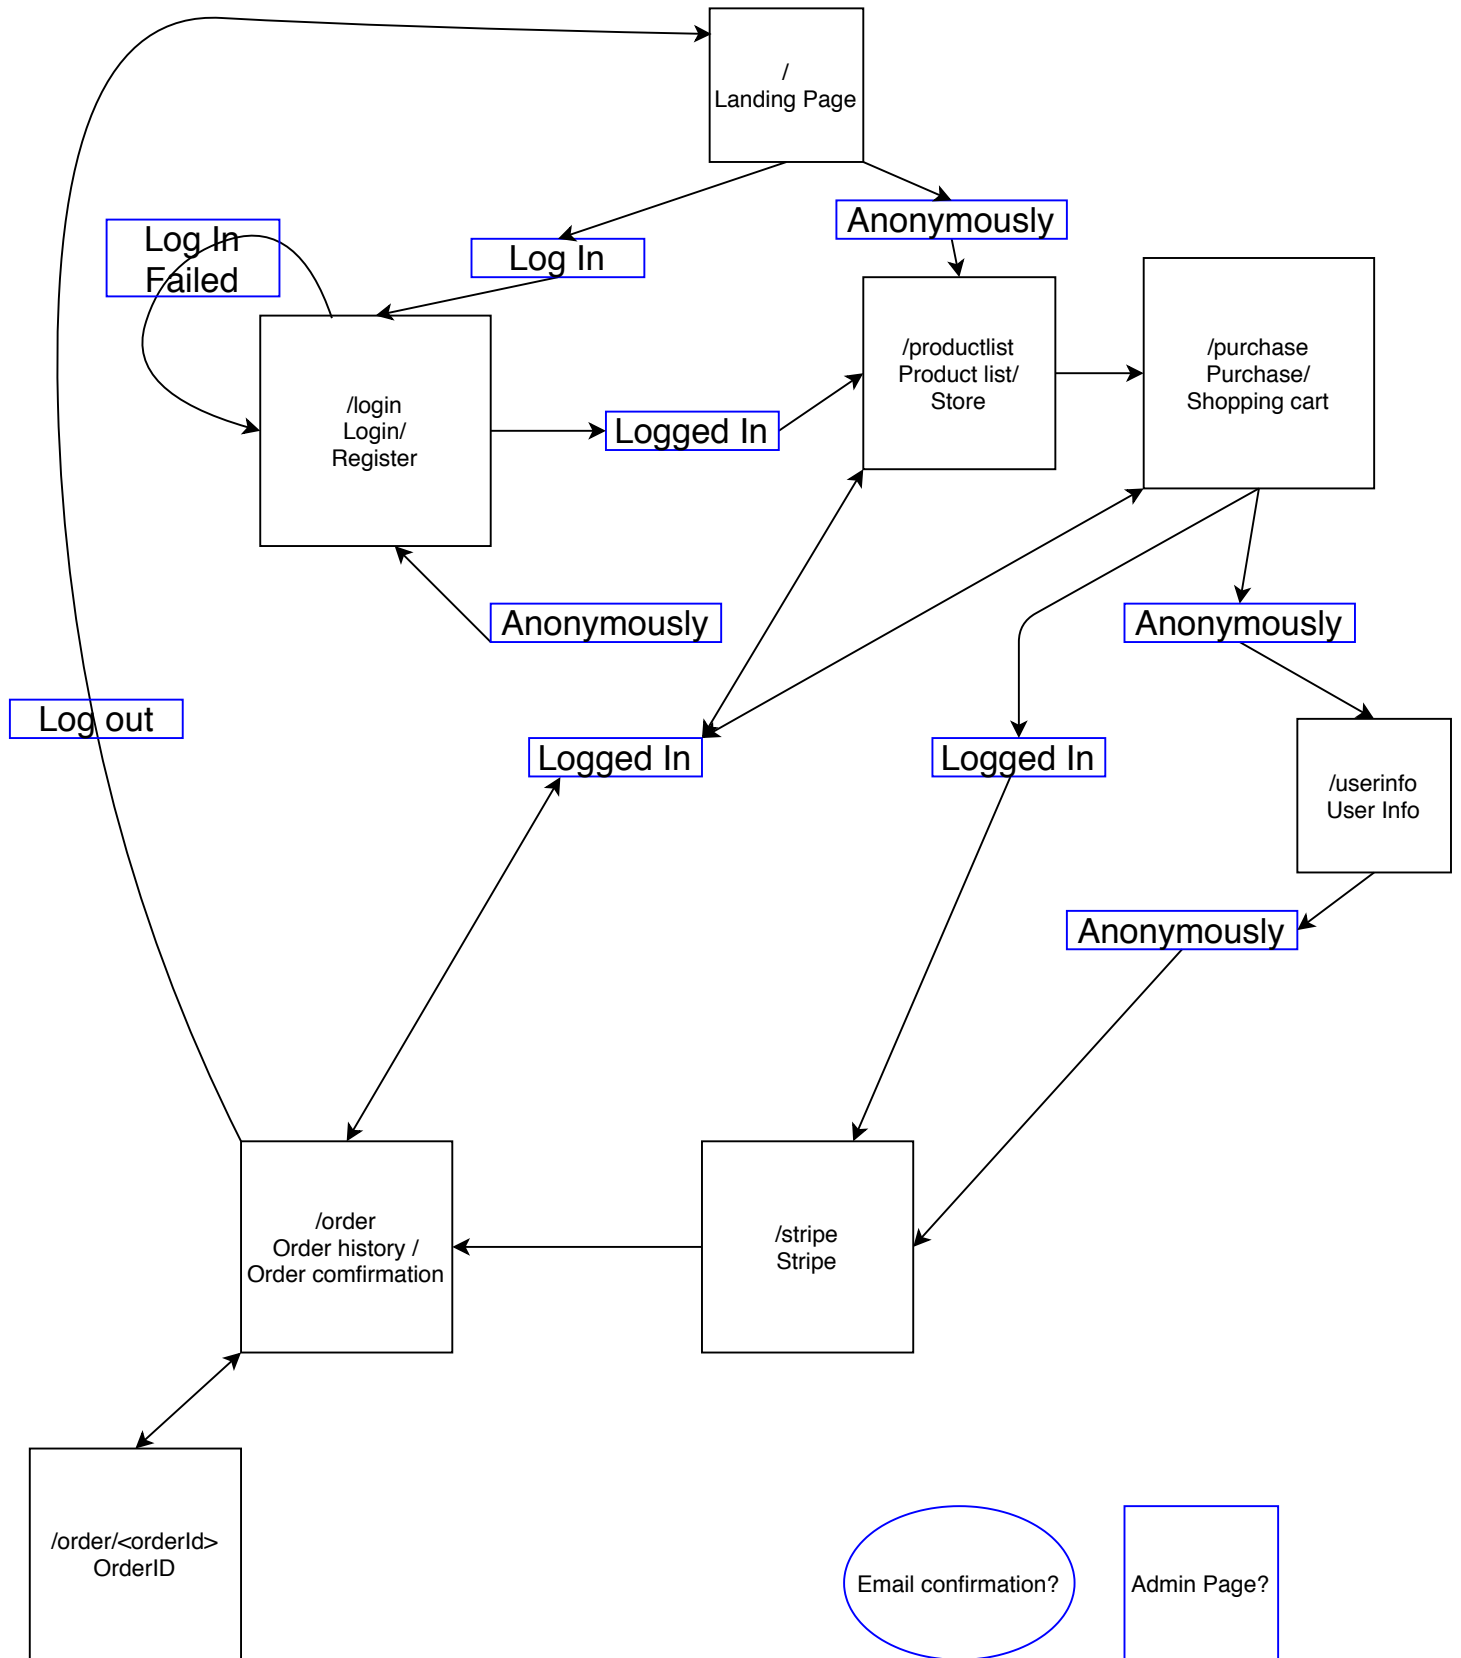 /
Landing Page
Anonymously
Log In
Failed
Log In
/productlist
Product list/
Store
/purchase
Purchase/
Shopping cart
/login
Login/
Register
Logged In
Anonymously
Anonymously
Log out
Logged In
Logged In
/userinfo
User Info
Anonymously
/order
Order history /
Order comfirmation
/stripe
Stripe
/order/<orderId>
OrderID
Email confirmation?
Admin Page?